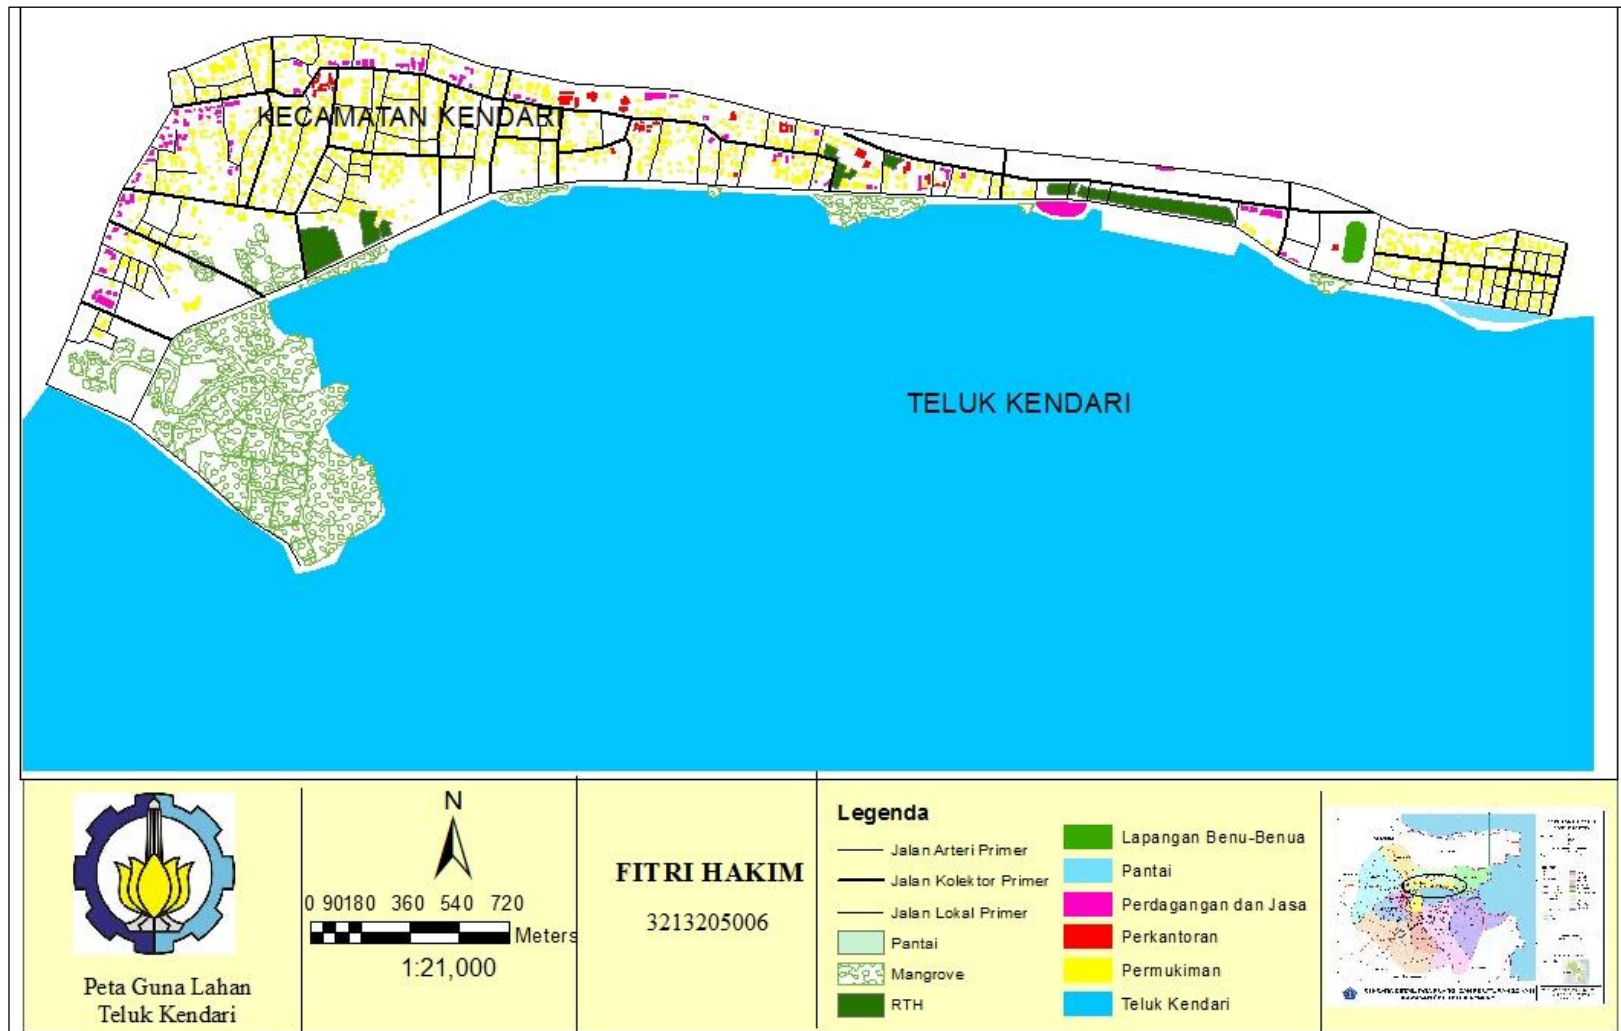 KECAMATAN KENDARI
TELUK KENDARI
Peta Guna Lahan
Teluk Kendari
N
0 90180 360 540 720
Meters
1:21,000
FITRI HAKIM
3213205006
Legenda
Jalan Arteri Primer
Jalan Kolektor Primer
Jalan Lokal Primer
Pantai
Mangrove
RTH
Lapangan Benu-Benua
Pantai
Perdagangan dan Jasa
Perkantoran
Permukiman
Teluk Kendari